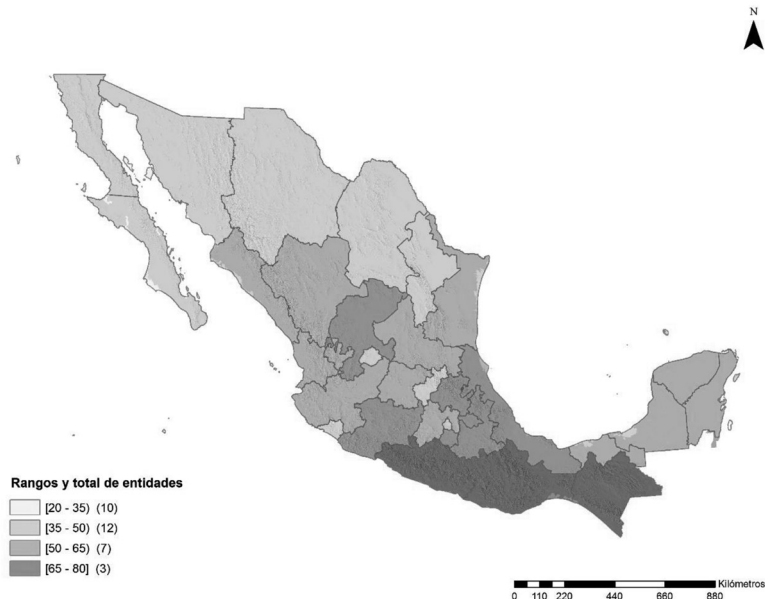 N
Rangos y total de entidades
[20 - 35) (10)
[35 - 50) (12)
[50 - 65) (7)
[65 - 80] (3)
Kilómetros
0 110 220 440 660 880